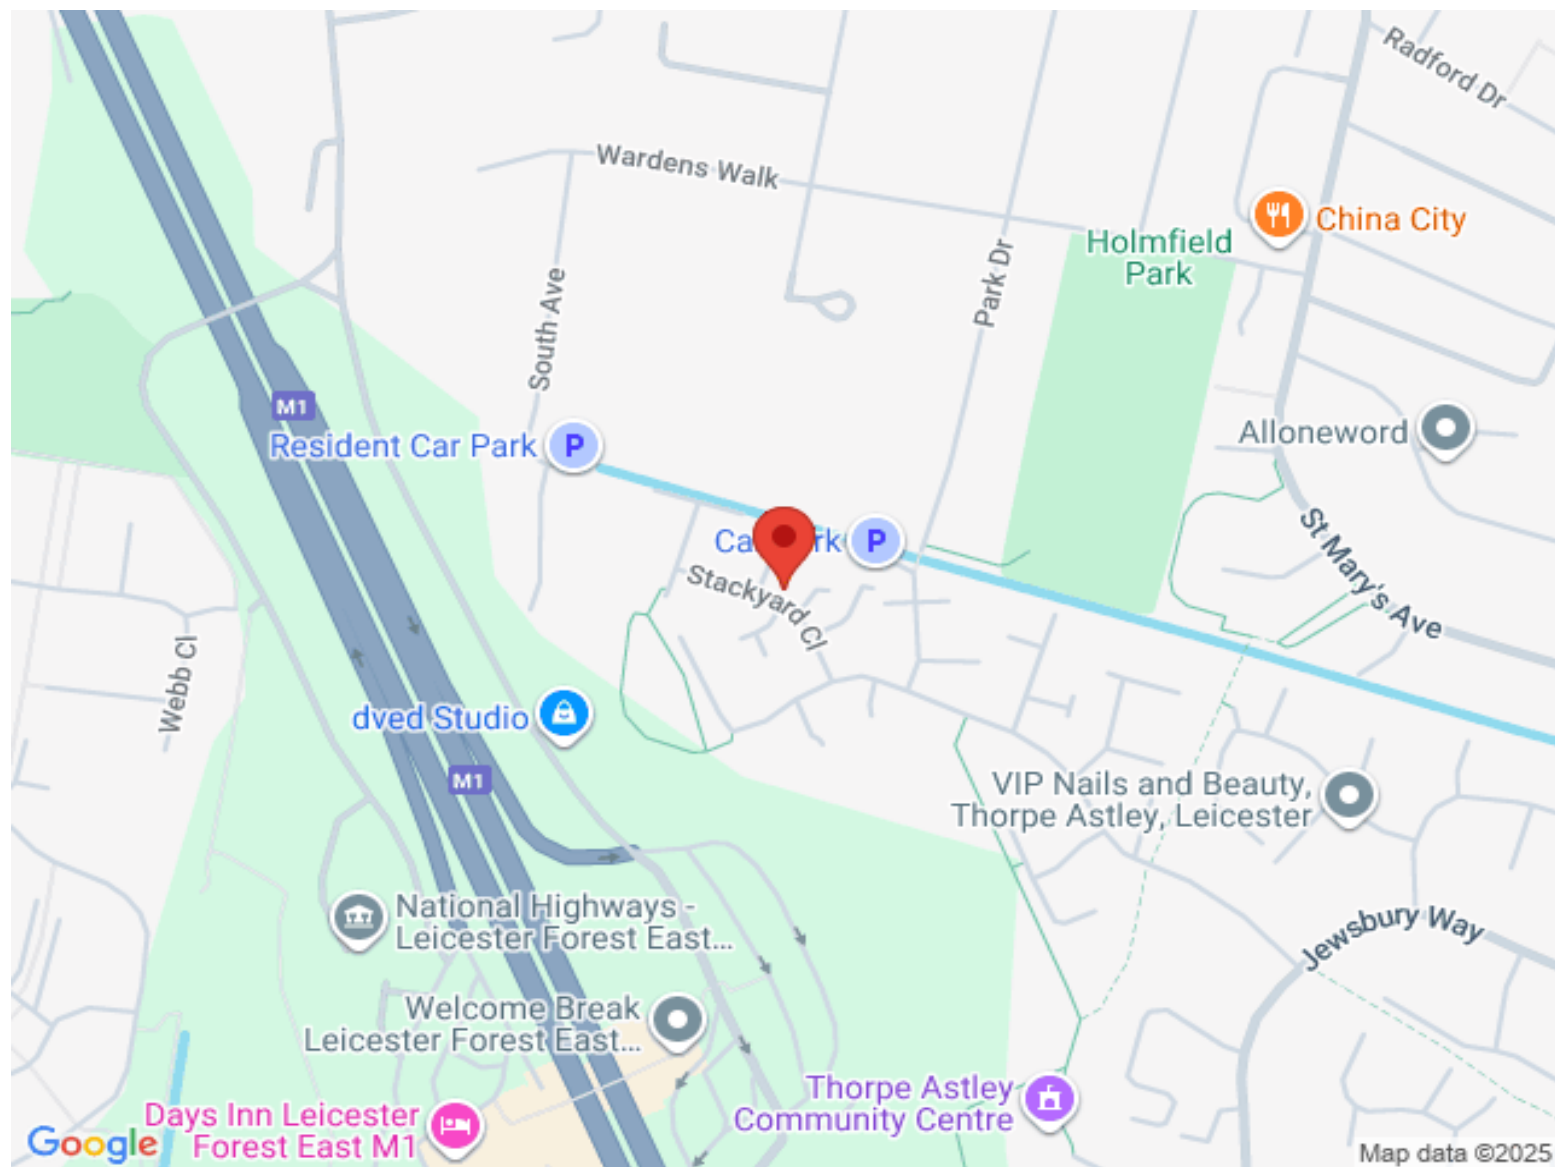 Radford Dr
Wardens Walk
China City
Holmfield
Park
Park Dr
South Ave
M1
Resident Car Park
P
Alloneword
P
St Mary's Ave
Stackyard Cl
Webb Cl
dved Studio
M1
VIP Nails and Beauty,
Thorpe Astley, Leicester
National Highways -
Leicester Forest East...
Jewsbury Way
Welcome Break
Leicester Forest East...
Thorpe Astley
Community Centre
Days Inn Leicester
Forest East M1
Google
Map data ©2025